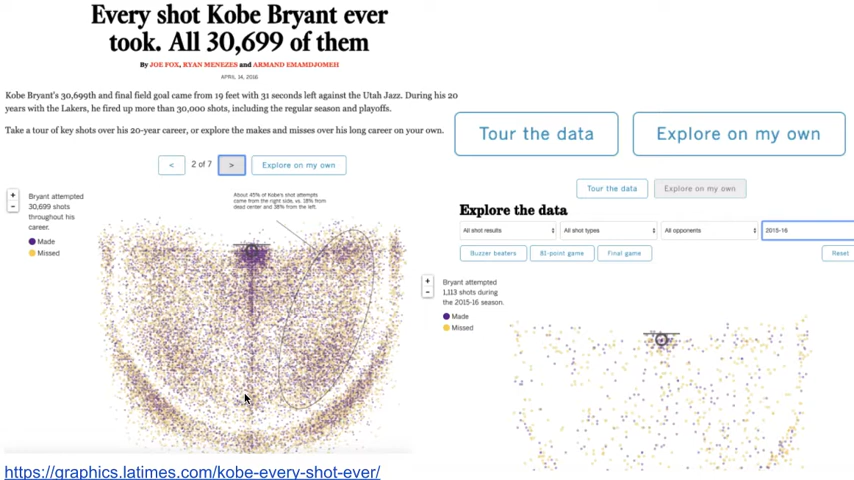 Every shot Kobe Bryant ever
took. All 30,699 of them
By JOE FOX, RYAN MENEZES and ARMAND EMAMDJOMEH
APRIL 14, 2016
Kobe Bryant's 30,699th and final field goal came from 19 feet with 31 seconds left against the Utah Jazz. During his 20
years with the Lakers, he fired up more than 30,000 shots, including the regular season and playoffs.
Take a tour of key shots over his 20-year career, or explore the makes and misses over his long career on your own.
< 2 of 7 > Explore on my own
+
-
Bryant attempted
30,699 shots
throughout his
career.
Made
Missed
About 45% of Kobe's shot attempts
come from the right side, vs. 18% from
dead center and 36% from the left.
Tour the data Explore on my own
Tour the data Explore on my own
Explore the data
All shot results All shot types All opponents 2015-16
Buzzer beaters 81-point game Final game Reset
+
-
Bryant attempted
1,113 shots during
the 2015-16 season.
Made
Missed
https://graphics.latimes.com/kobe-every-shot-ever/